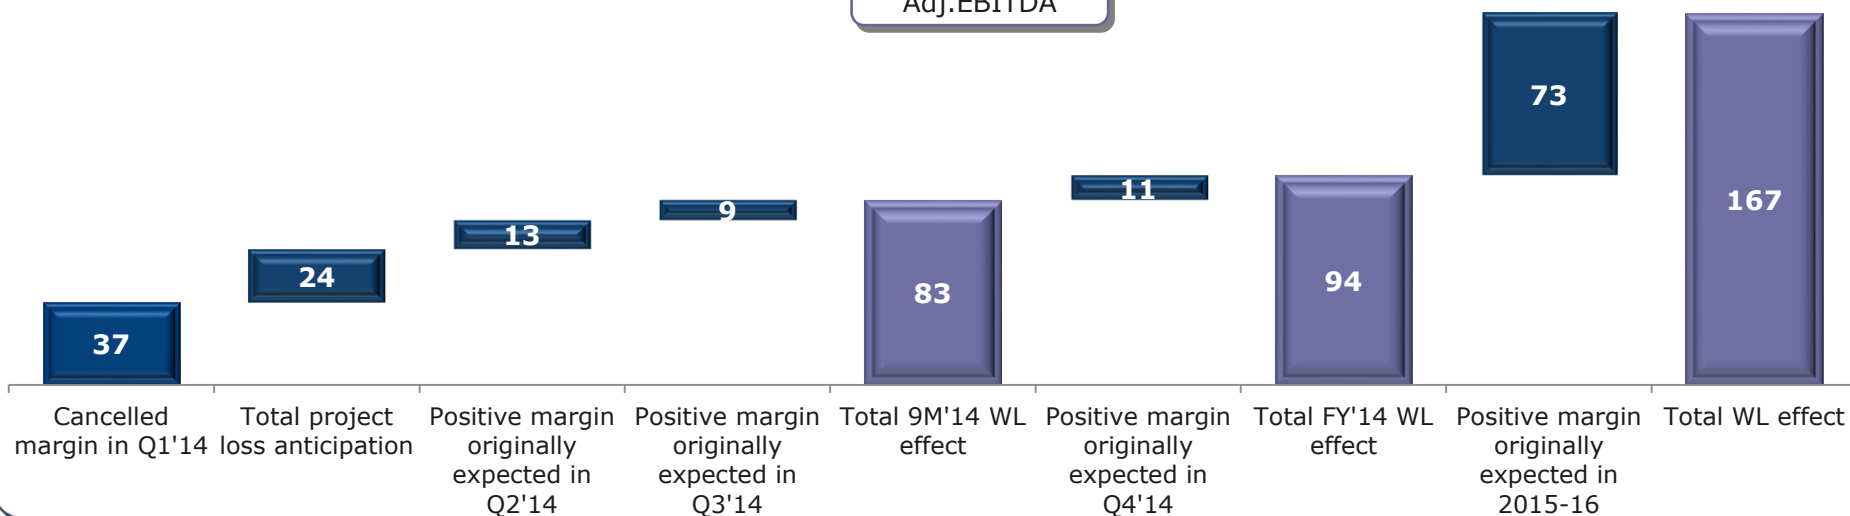 Adj.EBITDA
73
167
11
9
13
94
24
83
37
Cancelled
margin in Q1'14
Total project
loss anticipation
Positive margin
originally
expected in
Q2'14
Positive margin
originally
expected in
Q3'14
Total 9M'14 WL
effect
Positive margin
originally
expected in
Q4'14
Total FY'14 WL
effect
Positive margin
originally
expected in
2015-16
Total WL effect